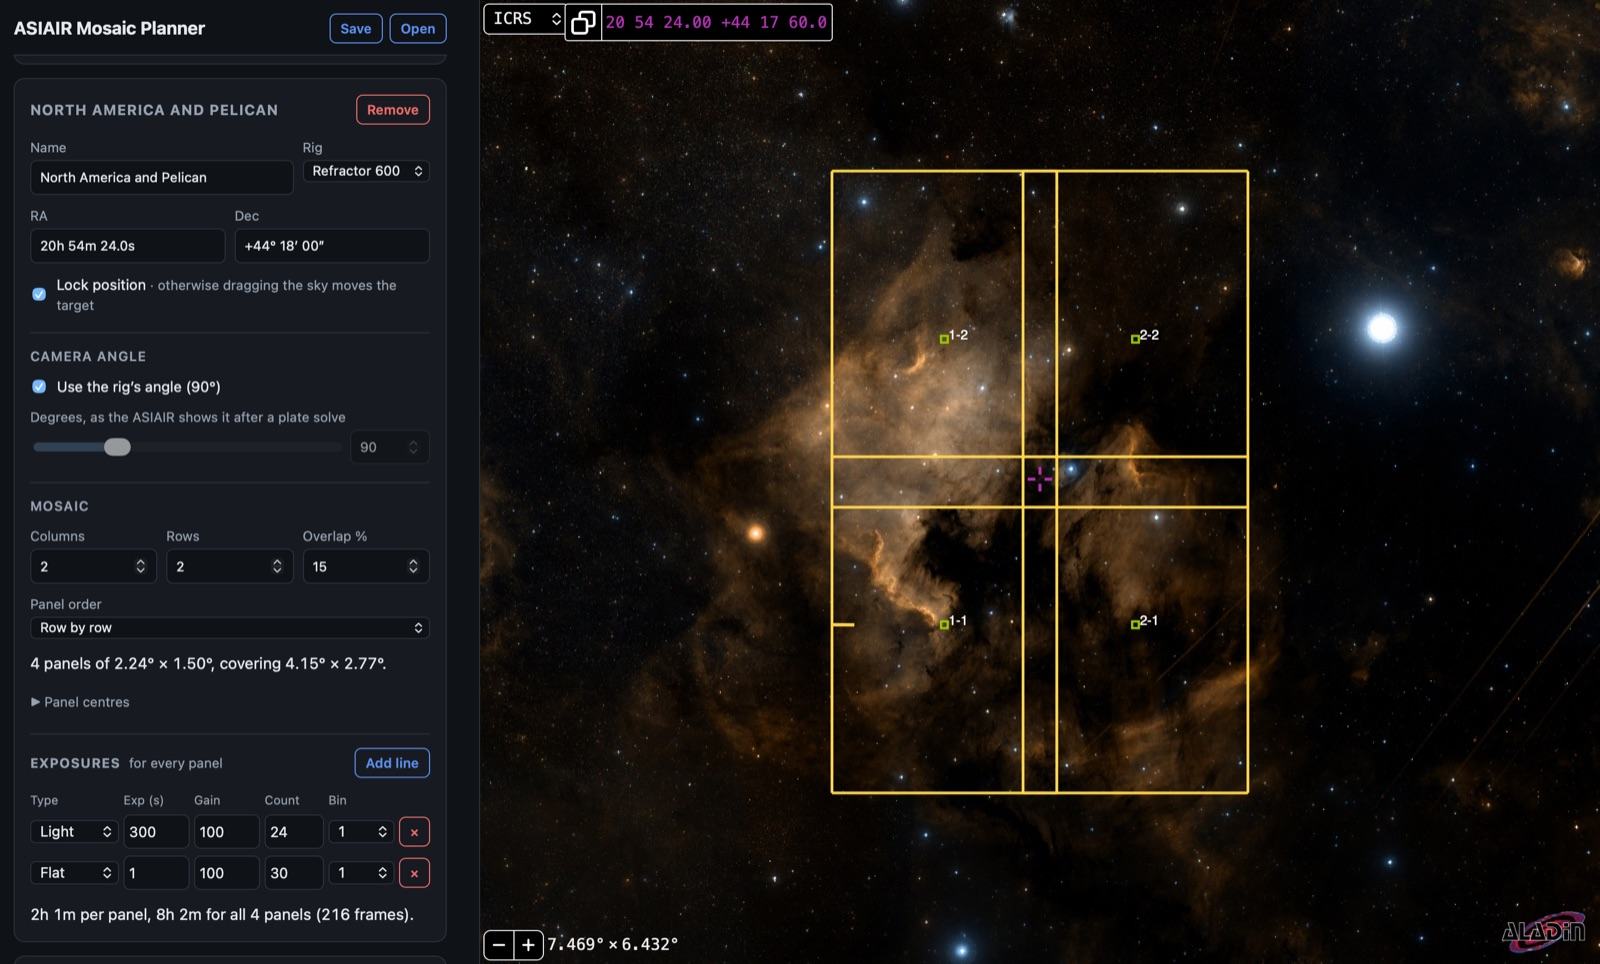 ASIAIR Mosaic Planner
Save
Open
NORTH AMERICA AND PELICAN
Remove
Name
Rig
North America and Pelican
Refractor 600
RA
Dec
20h 54m 24.0s
+44° 18′ 00″
Lock position · otherwise dragging the sky moves the
target
CAMERA ANGLE
Use the rig's angle (90°)
Degrees, as the ASIAIR shows it after a plate solve
90
MOSAIC
Columns
Rows
Overlap %
2
2
15
Panel order
Row by row
4 panels of 2.24° × 1.50°, covering 4.15° × 2.77°.
Panel centres
EXPOSURES for every panel
Add line
Type
Exp (s)
Gain
Count
Bin
Light
300
100
24
1
×
Flat
1
100
30
1
×
2h 1m per panel, 8h 2m for all 4 panels (216 frames).
ICRS
20 54 24.00 +44 17 60.0
1-2
2-2
1-1
2-1
− + 7.469° × 6.432°
ALADiN